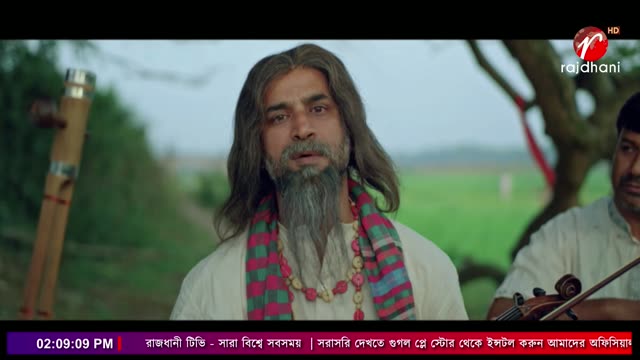 HD
rajdhani
02:09:09 PM রাজধানী টিভি - সারা বিশ্বে সবসময় | সরাসরি দেখতে গুগল প্লে স্টোর থেকে ইন্সটল করুন আমাদের অফিসিয়াল